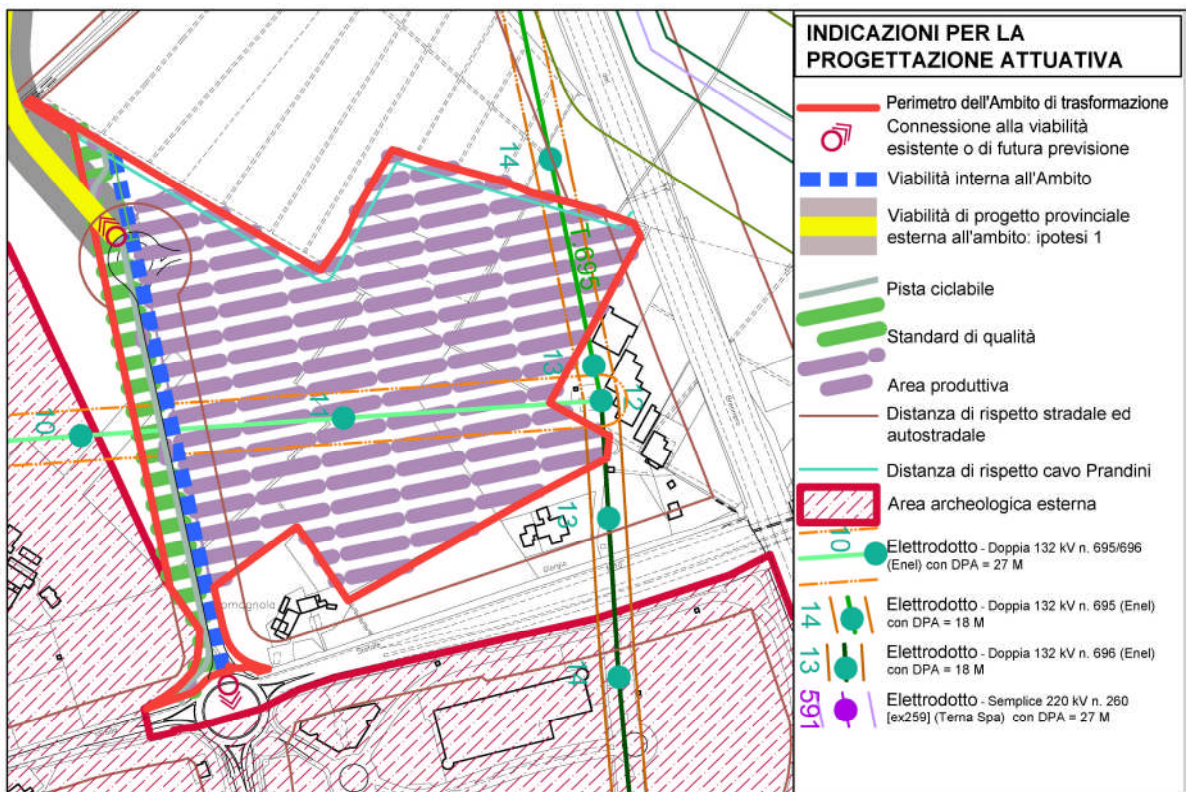 INDICAZIONI PER LA
PROGETTAZIONE ATTUATIVA
Perimetro dell'Ambito di trasformazione
Connessione alla viabilità
esistente o di futura previsione
Viabilità interna all'Ambito
Viabilità di progetto provinciale
esterna all'ambito: ipotesi 1
Pista ciclabile
Standard di qualità
Area produttiva
Distanza di rispetto stradale ed
autostradale
Distanza di rispetto cavo Prandini
Area archeologica esterna
10
Elettrodotto - Doppia 132 kV n. 695/696
(Enel) con DPA = 27 M
14
Elettrodotto - Doppia 132 kV n. 695 (Enel)
con DPA = 18 M
13
Elettrodotto - Doppia 132 kV n. 696 (Enel)
con DPA = 18 M
591
Elettrodotto - Semplice 220 kV n. 260
[ex259] (Terna Spa) con DPA = 27 M
14
T.695
13
12
11
10
13
14